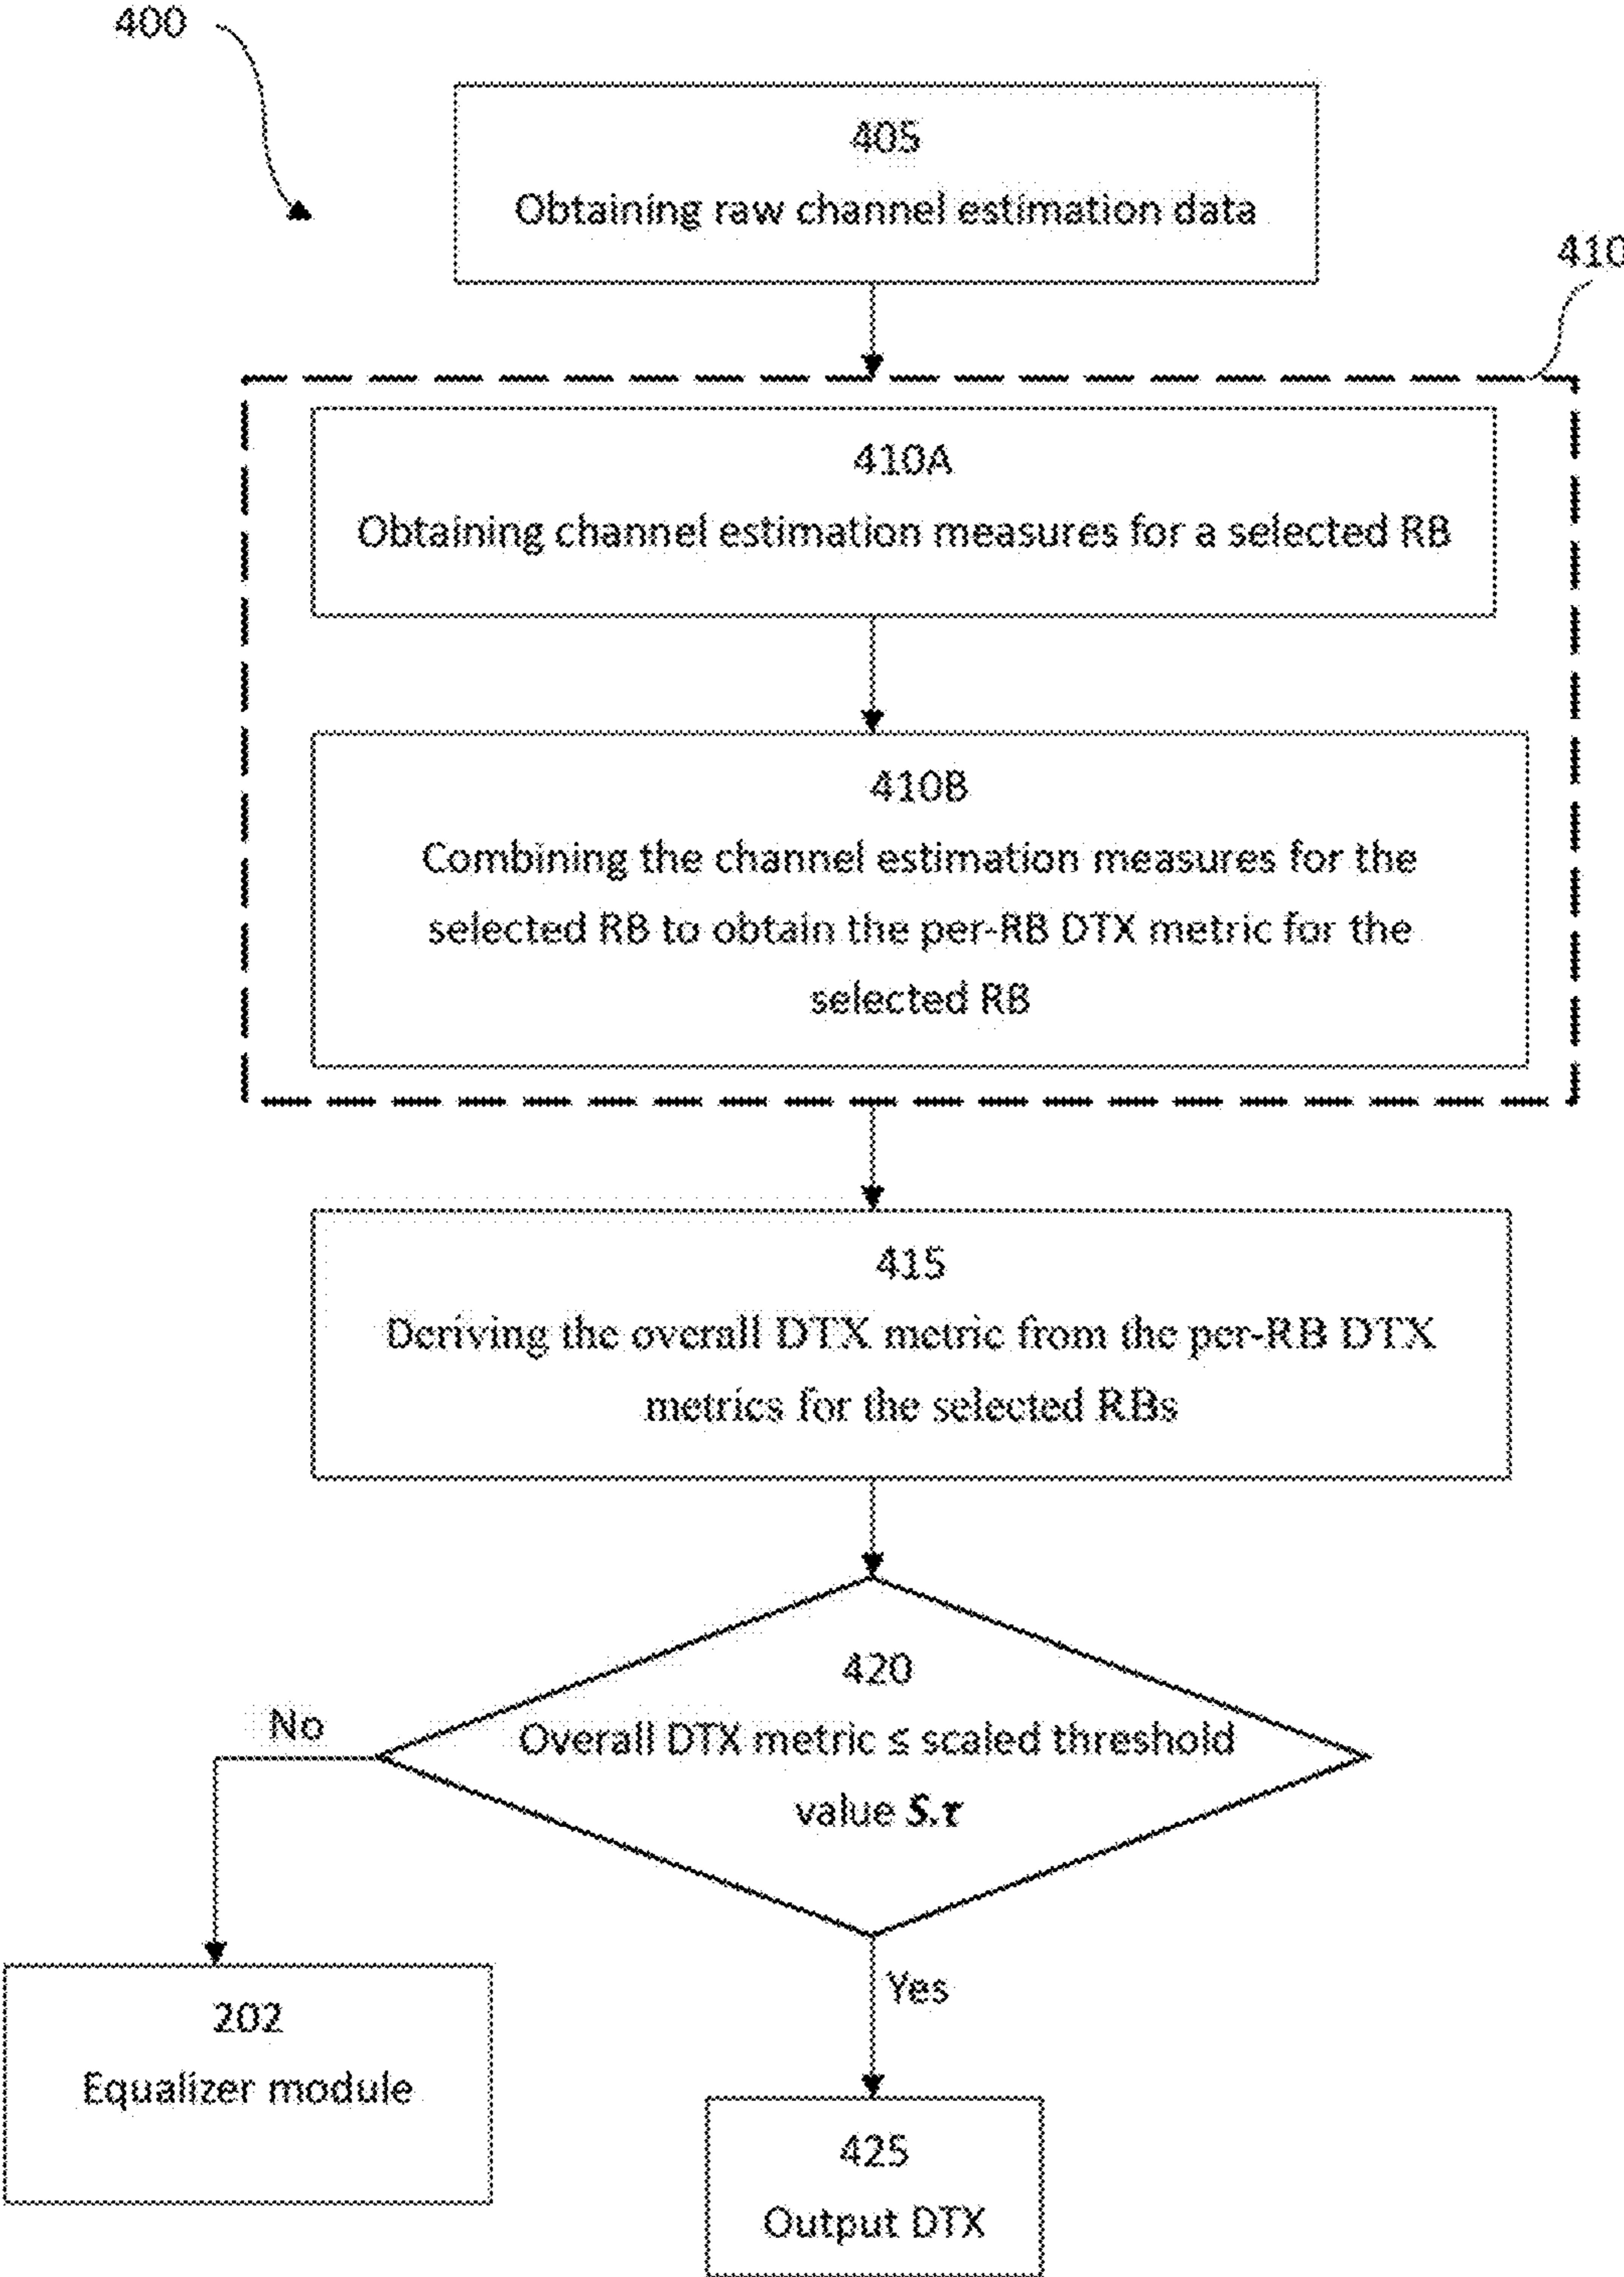 400
405
Obtaining raw channel estimation data
410
410A
Obtaining channel estimation measures for a selected RB
410B
Combining the channel estimation measures for the
selected RB to obtain the per-RB DTX metric for the
selected RB
415
Deriving the overall DTX metric from the per-RB DTX
metrics for the selected RBs
420
Overall DTX metric ≤ scaled threshold
value S.τ
No
Yes
202
Equalizer module
425
Output DTX